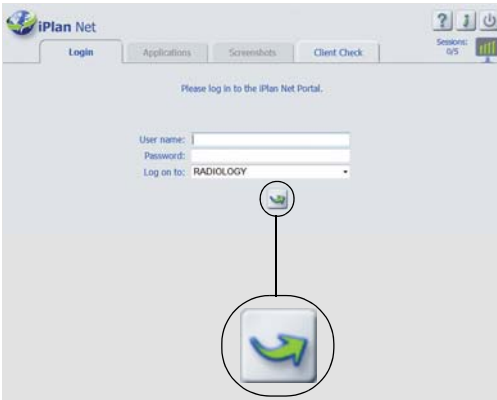 iPlan Net
Login
Applications
Screenshots
Client Check
Sessions:
0/5
Please log in to the iPlan Net Portal.
User name:
Password:
Log on to: RADIOLOGY